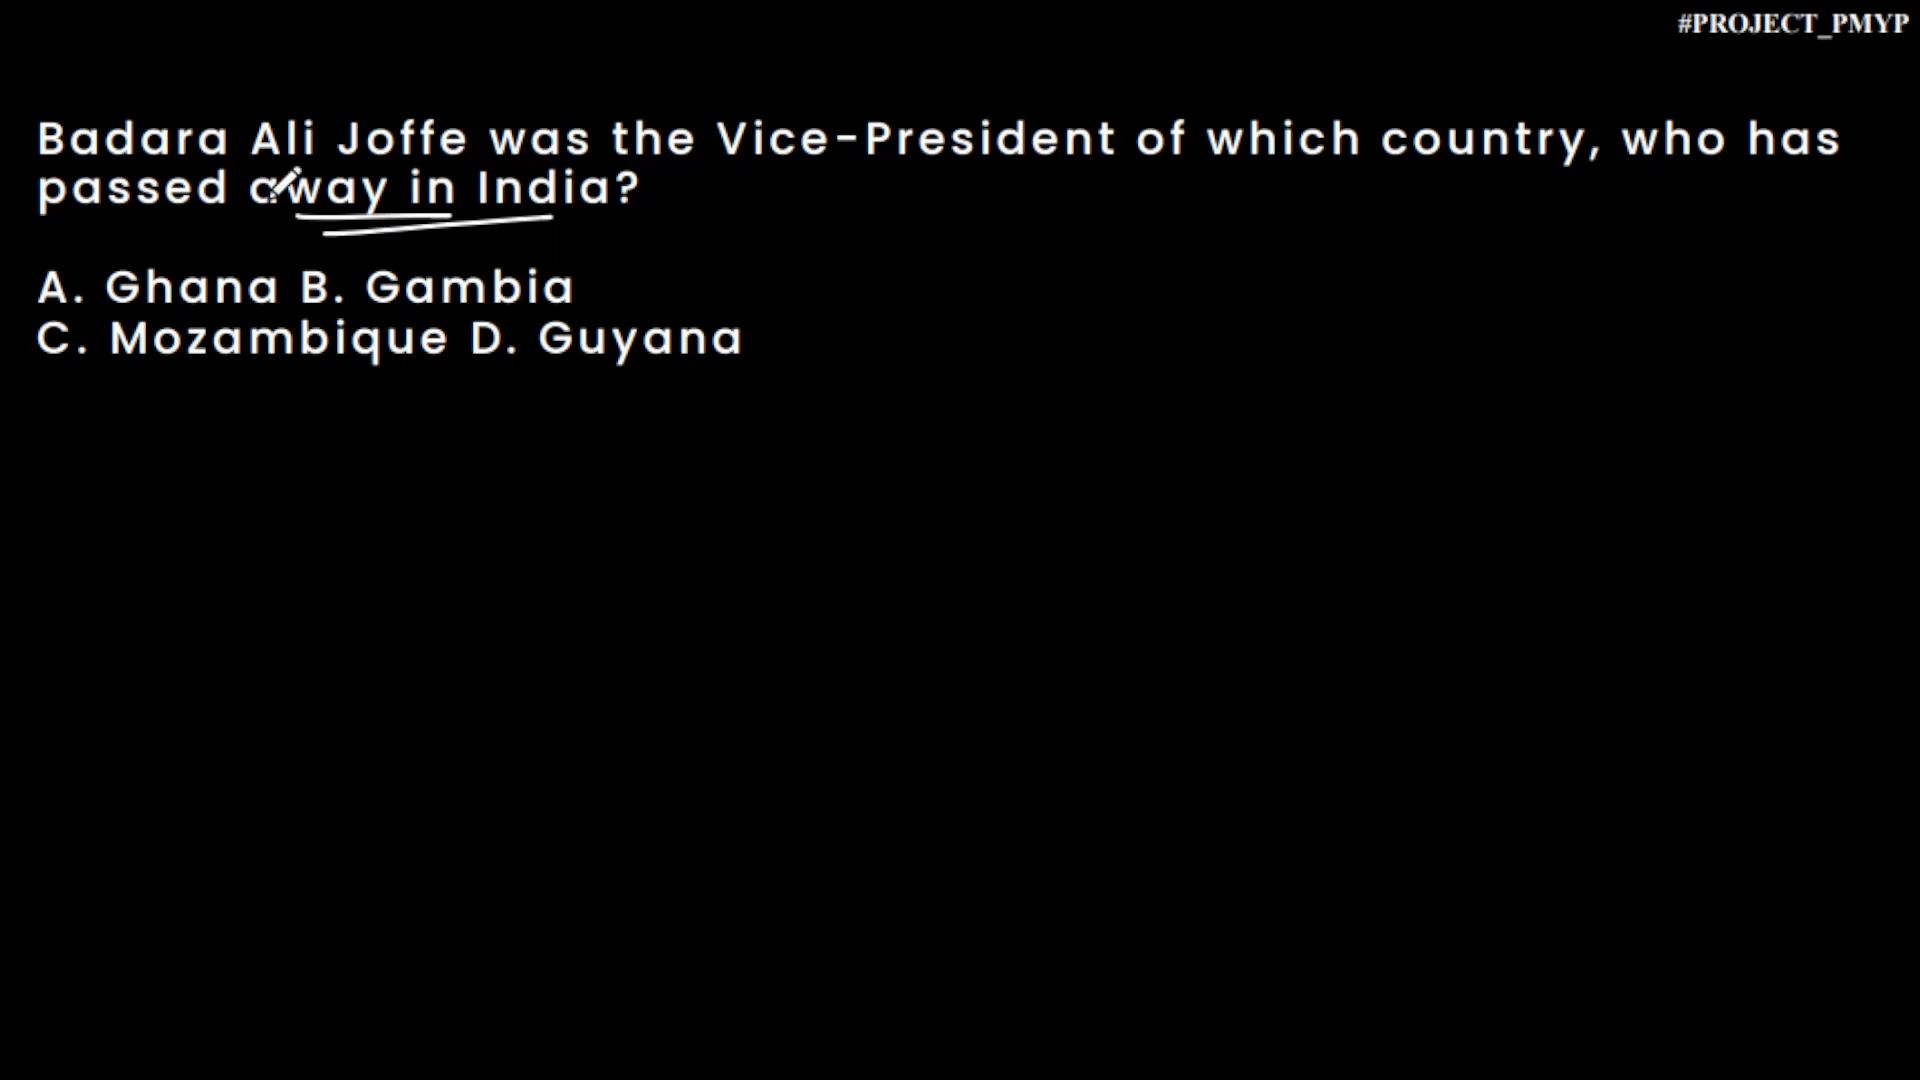 #PROJECT_PMYP
Badara Ali Joffe was the Vice-President of which country, who has
passed away in India?
A. Ghana B. Gambia
C. Mozambique D. Guyana